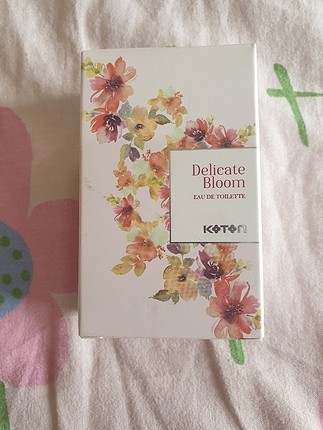 Delicate
Bloom
EAU DE TOILETTE
KOTON